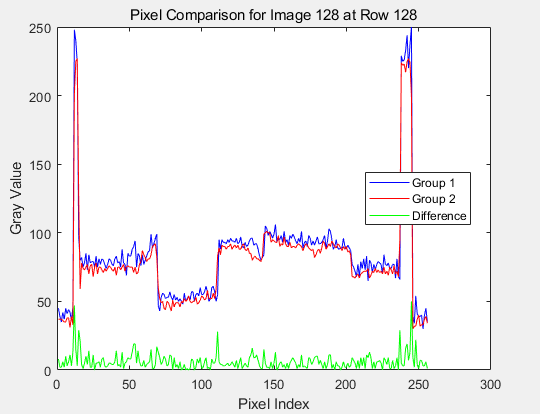 Pixel Comparison for Image 128 at Row 128
250
200
150
100
50
0
Gray Value
Group 1
Group 2
Difference
0 50 100 150 200 250 300
Pixel Index